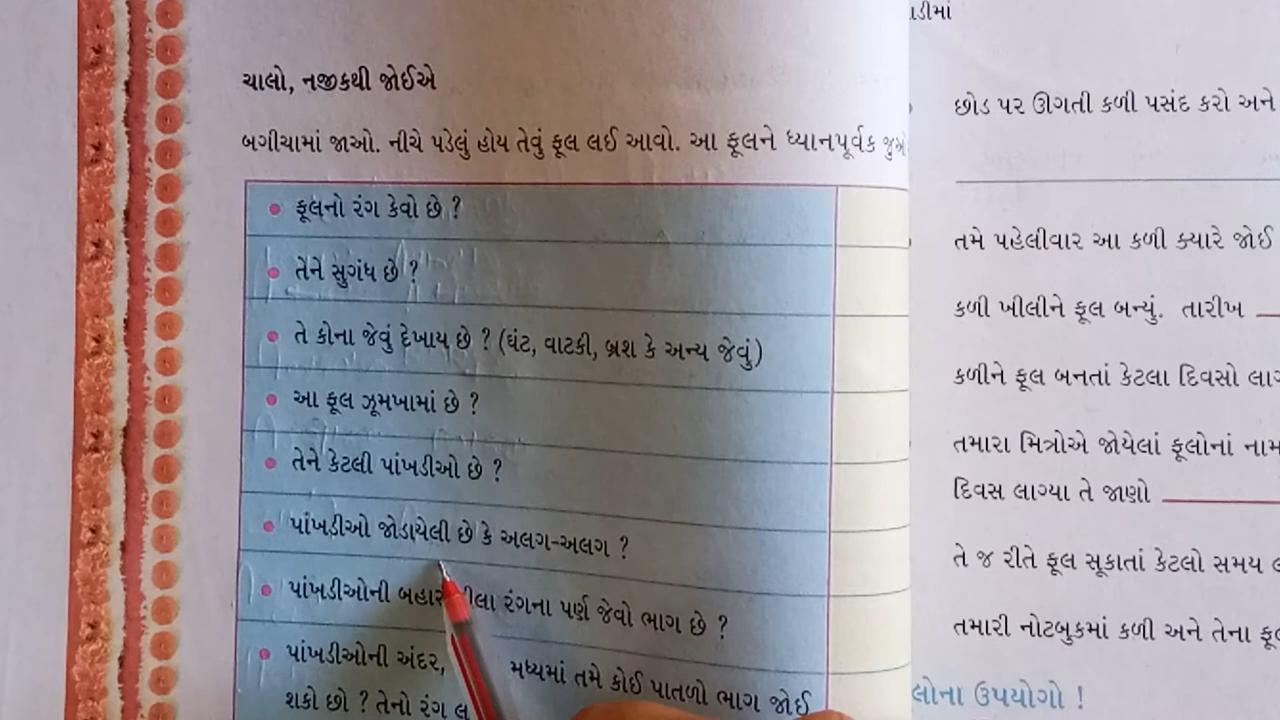 ચાલો, નજીકથી જોઈએ
બગીચામાં જાઓ. નીચે પડેલું હોય તેવું ફૂલ લઈ આવો. આ ફૂલને ધ્યાનપૂર્વક
• ફૂલનો રંગ કેવો છે ?
• તેને સુગંધ છે ?
• તે કોના જેવું દેખાય છે ? (ઘંટ, વાટકી, બ્રશ કે અન્ય જેવું)
• આ ફૂલ ઝૂમખામાં છે ?
• તેને કેટલી પાંખડીઓ છે ?
• પાંખડીઓ જોડાયેલી છે કે અલગ-અલગ ?
• પાંખડીઓની બહાર રંગના પર્ણ જેવો ભાગ છે ?
• પાંખડીઓની અંદર, મધ્યમાં તમે કોઈ પાતળો ભાગ જોઈ
શકો છો ? તેનો રંગ
છોડ પર ઊગતી કળી પસંદ કરો અને
તમે પહેલીવાર આ કળી ક્યારે જોઈ
કળી ખીલીને ફૂલ બન્યું. તારીખ
કળીને ફૂલ બનતાં કેટલા દિવસો
તમારા મિત્રોએ જોયેલાં ફૂલોનાં
દિવસ લાગ્યા તે જાણો
તે જ રીતે ફૂલ સૂકાતાં કેટલો સમય
તમારી નોટબુકમાં કળી અને તેના
ઉપયોગો !